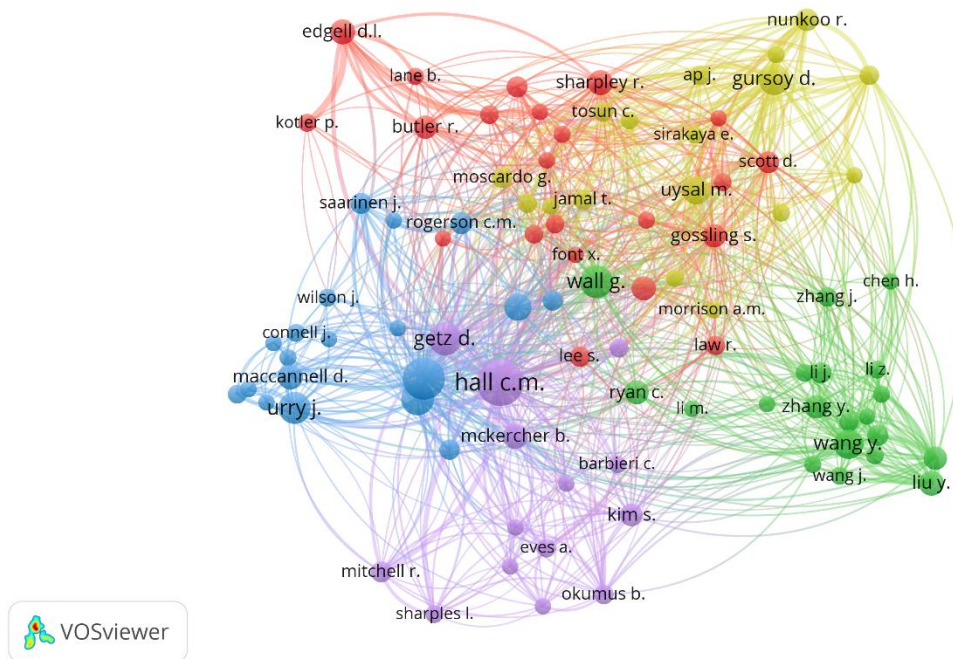 nunkoo r.
edgell d.l.
lane b.
sharpley r.
ap j.
gursoy d.
kotler p.
butler r.
tosun c.
sirakaya e.
scott d.
moscardo g.
saarinen j.
jamal t.
uysal m.
rogerson c.m.
gossling s.
font x.
wall g.
chen h.
wilson j.
zhang j.
morrison a.m.
connell j.
getz d.
law r.
lee s.
maccannell d.
hall c.m.
li j.
li z.
urry j.
ryan c.
li m.
zhang y.
mckercher b.
wang y.
barbieri c.
wang j.
liu y.
kim s.
eves a.
mitchell r.
okumus b.
sharples l.
VOSviewer